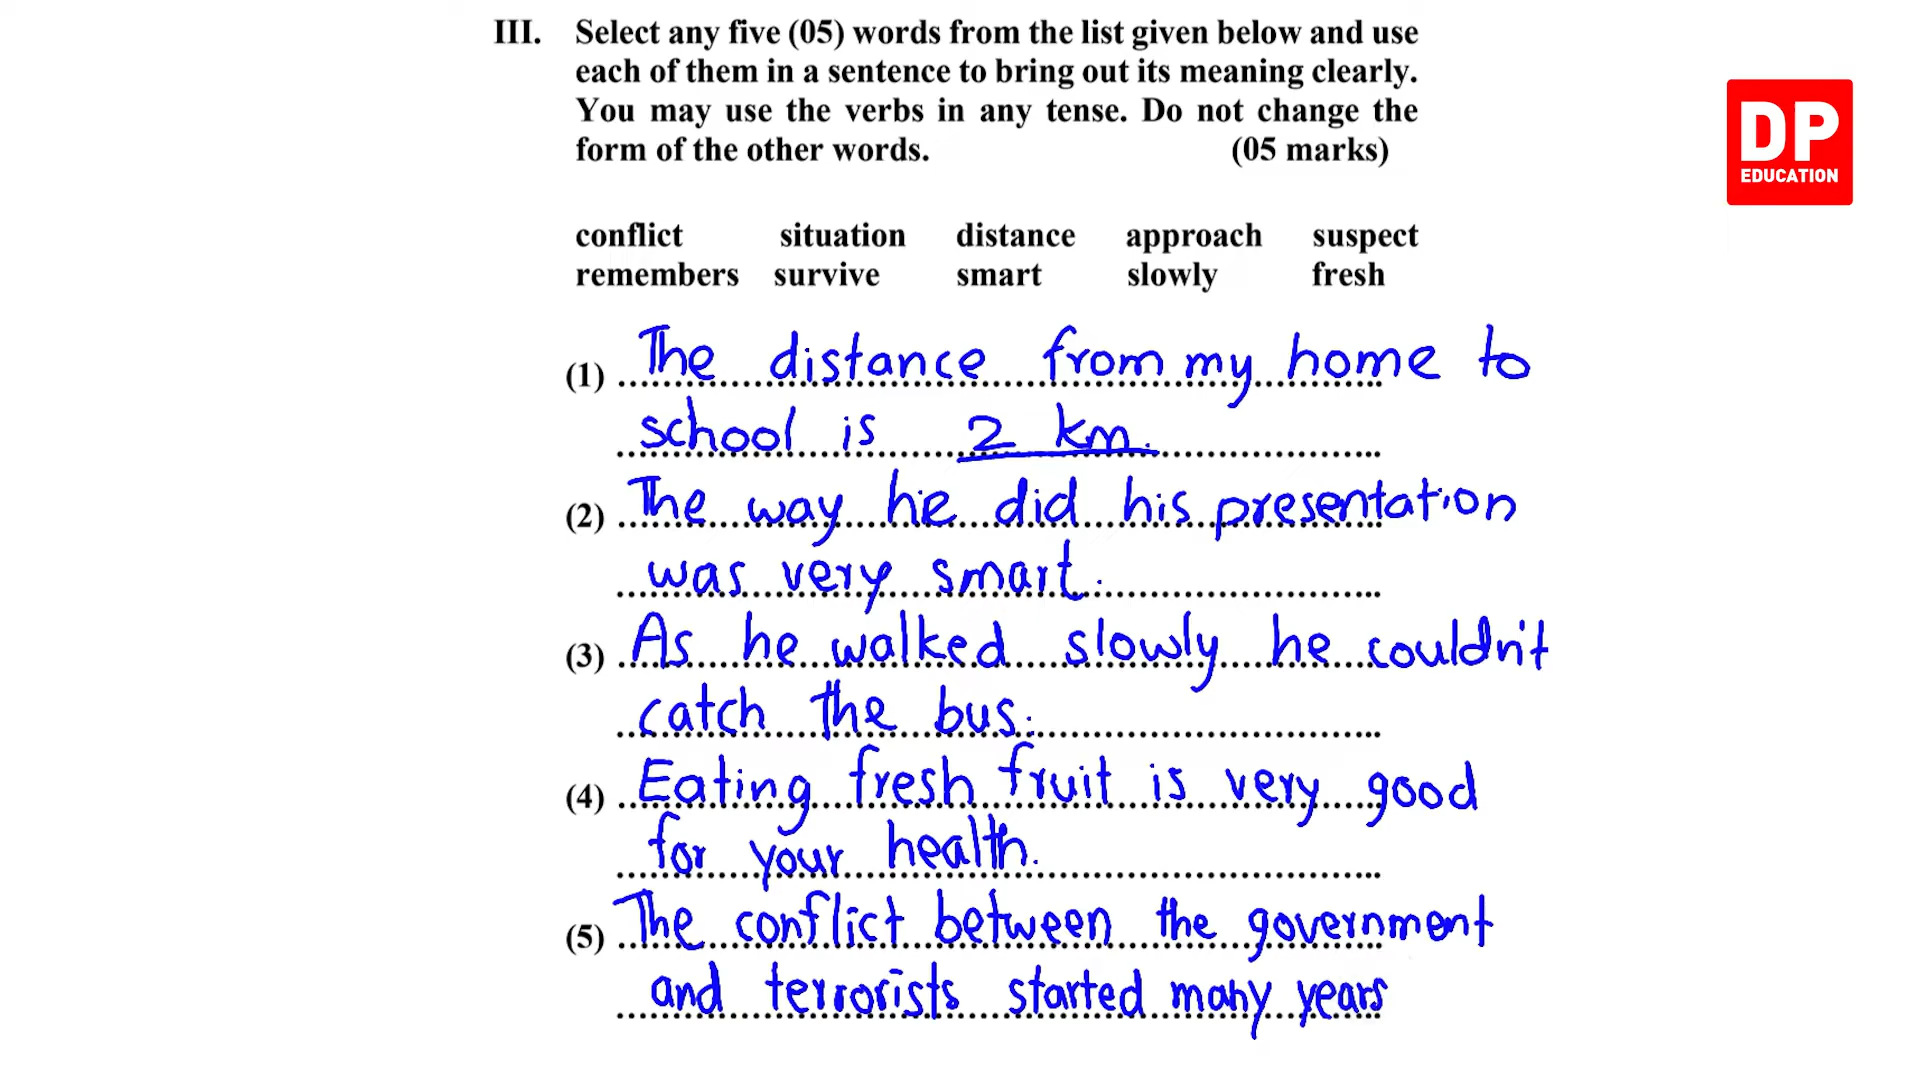 III. Select any five (05) words from the list given below and use
each of them in a sentence to bring out its meaning clearly.
You may use the verbs in any tense. Do not change the
form of the other words. (05 marks)
DP
EDUCATION
conflict situation distance approach suspect
remembers survive smart slowly fresh
(1) The distance from my home to
school is 2 km.
(2) The way he did his presentation
was very smart.
(3) As he walked slowly he couldn't
catch the bus.
(4) Eating fresh fruit is very good
for your health.
(5) The conflict between the government
and terrorists started many years